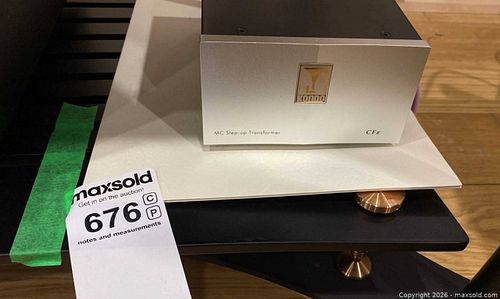 KONDO
MC Step-up Transformer
CFz
maxsold
Get in on the auction!
676 C
P
notes and measurements
Copyright 2026 - maxsold.com